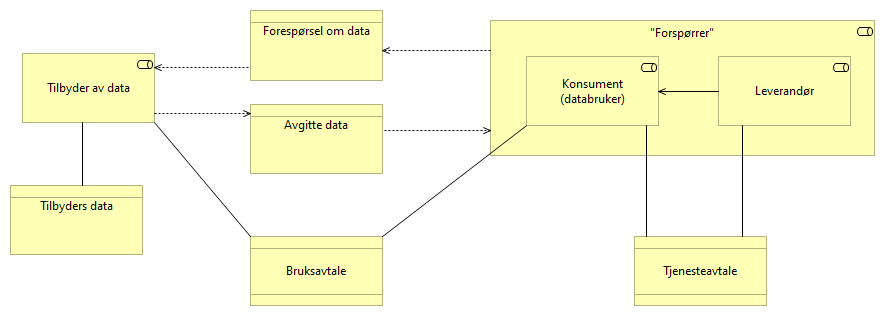 Forespørsel om data
"Forspørrer"
Tilbyder av data
Konsument
(databruker)
Leverandør
Avgitte data
Tilbyders data
Bruksavtale
Tjenesteavtale